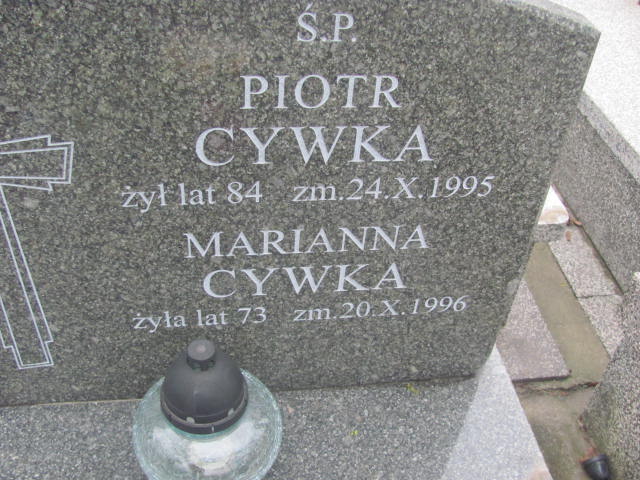 Ś.P.
PIOTR
CYWKA
żył lat 84 zm.24.X.1995
MARIANNA
CYWKA
żyła lat 73 zm.20.X.1996